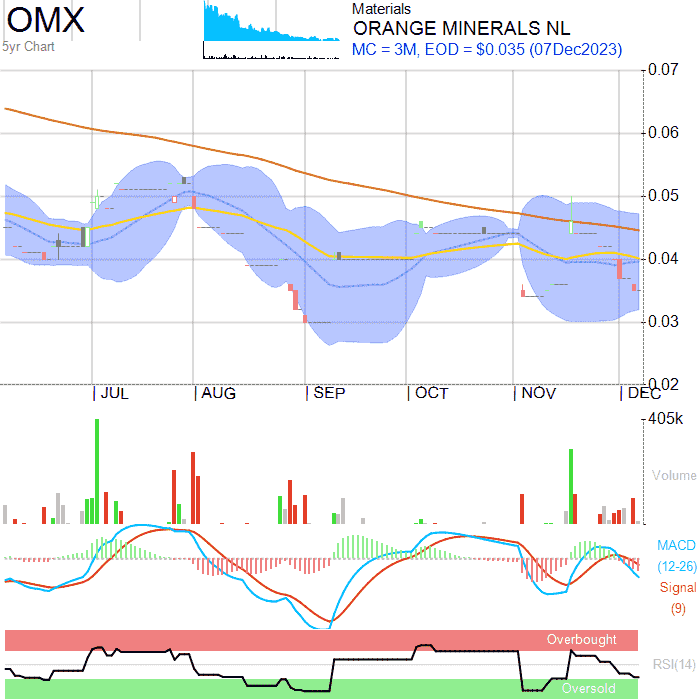 OMX
5yr Chart
Materials
ORANGE MINERALS NL
MC = 3M, EOD = $0.035 (07Dec2023)
0.07
0.06
0.05
0.04
0.03
0.02
JUL AUG SEP OCT NOV DEC
405k
Volume
MACD
(12-26)
Signal
(9)
Overbought
RSI(14)
Oversold